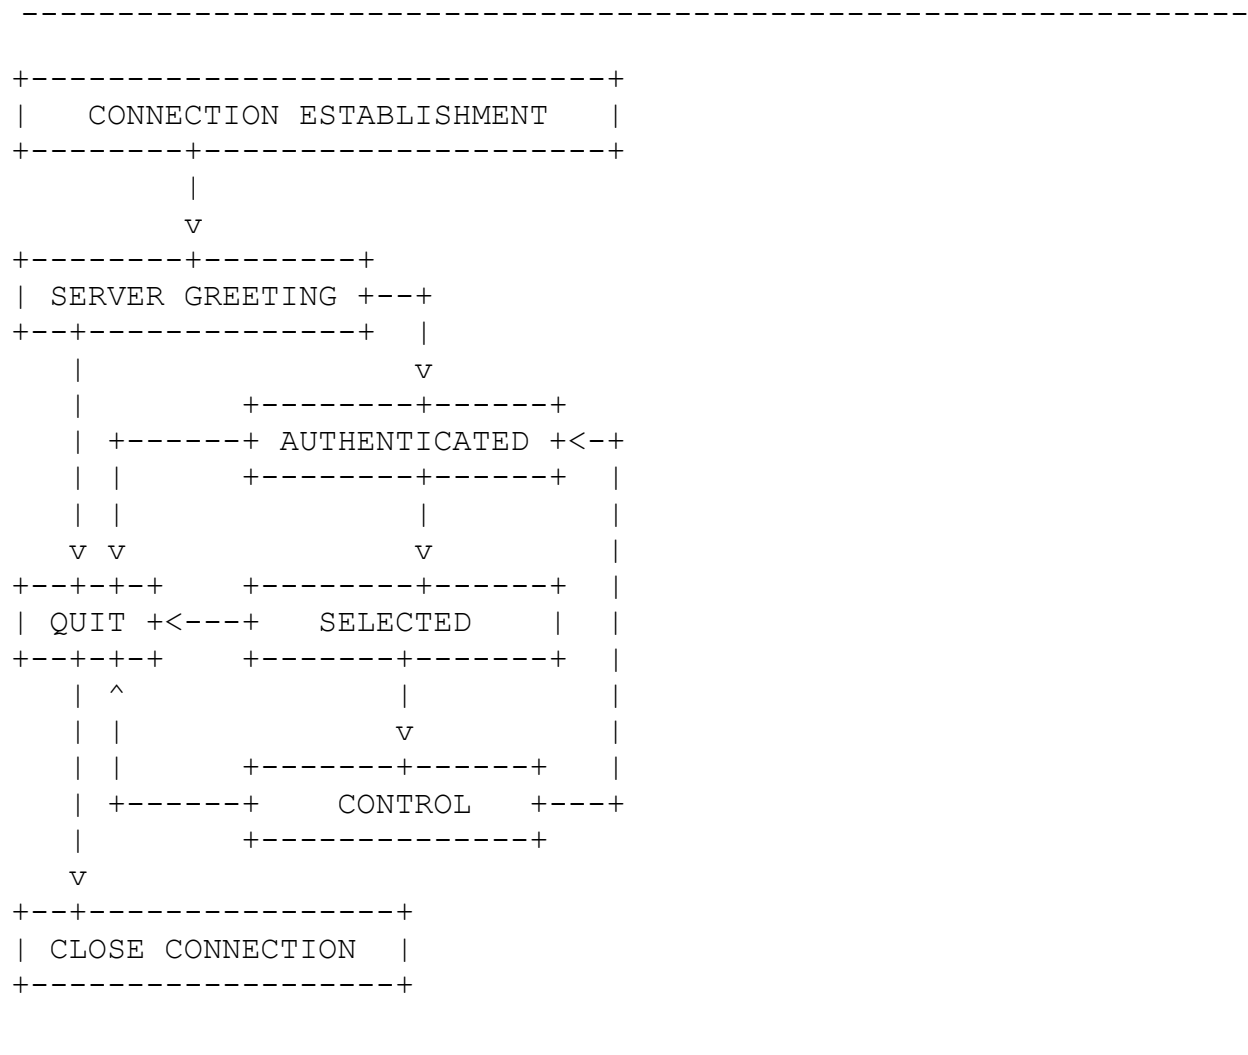 CONNECTION ESTABLISHMENT
SERVER GREETING
AUTHENTICATED
QUIT
SELECTED
CONTROL
CLOSE CONNECTION